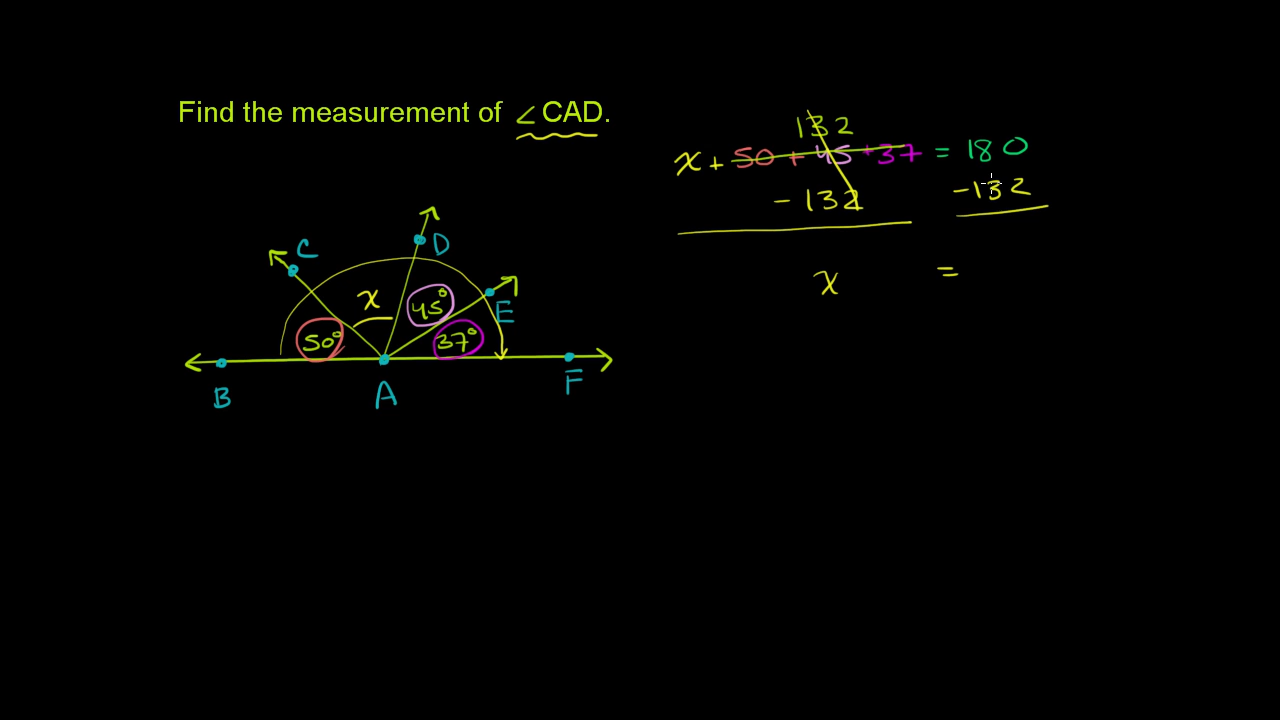 Find the measurement of ∠CAD.
132
x + 50 + 45 + 37 = 180
- 132 - 132
x =
C
D
x
45°
E
50°
37°
B
A
F